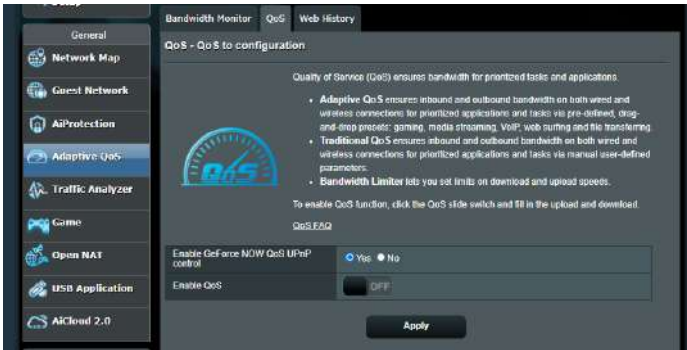 Bandwidth Monitor QoS Web History
General
QoS - QoS to configuration
Network Map
Quality of Service (QoS) ensures bandwidth for prioritized tasks and applications.
Guest Network
• Adaptive QoS ensures inbound and outbound bandwidth on both wired and
wireless connections for prioritized applications and tasks via pre-defined, drag-
and-drop presets: gaming, media streaming, VoIP, web surfing and file transferring.
AiProtection
• Traditional QoS ensures inbound and outbound bandwidth on both wired and
wireless connections for prioritized applications and tasks via manual user-defined
parameters.
Adaptive QoS
QoS
• Bandwidth Limiter lets you set limits on download and upload speeds.
Traffic Analyzer
To enable QoS function, click the QoS slide switch and fill in the upload and download.
Game
QoS FAQ
Open NAT
Enable GeForce NOW QoS UPnP
control
Yes No
USB Application
Enable QoS
OFF
AiCloud 2.0
Apply